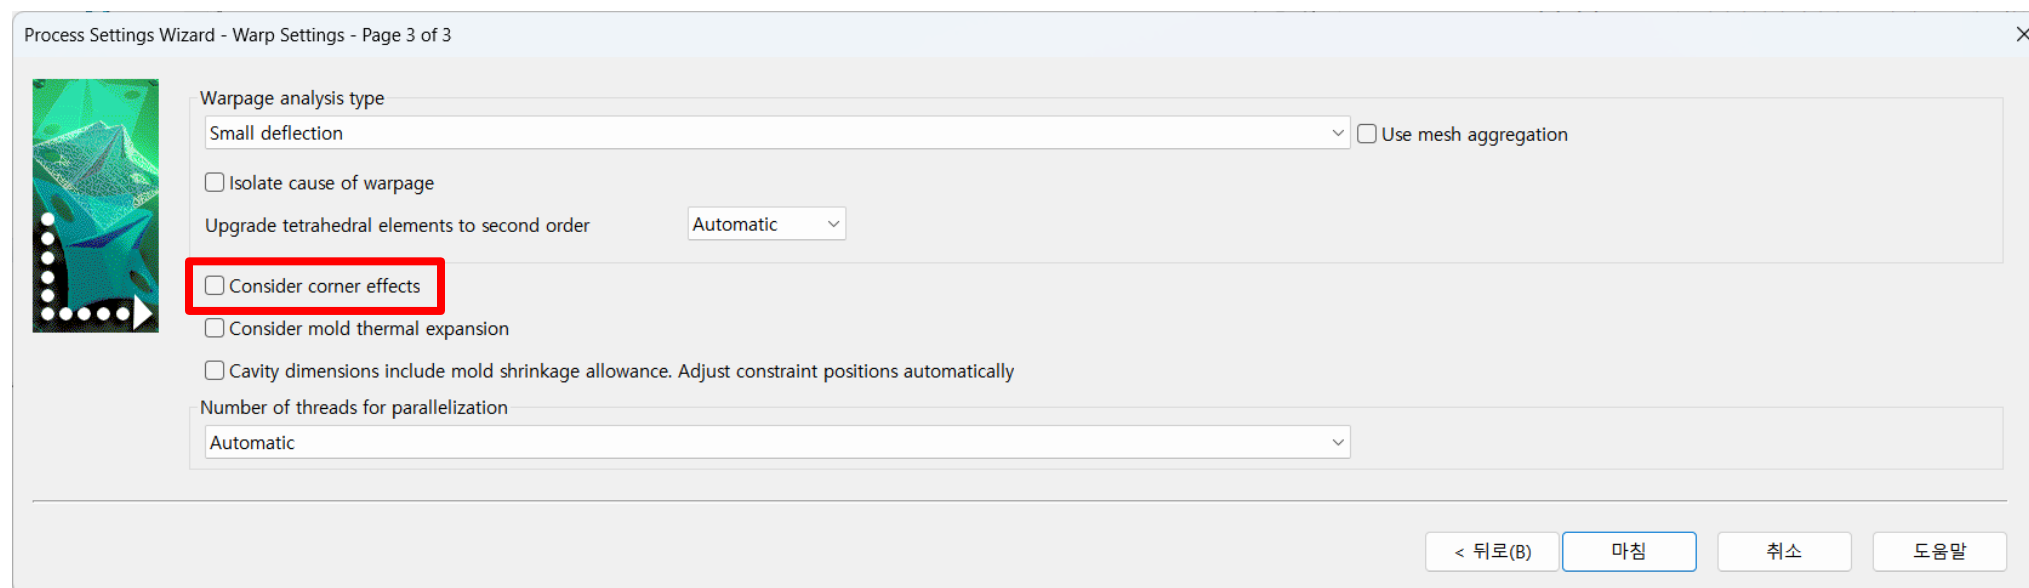 Process Settings Wizard - Warp Settings - Page 3 of 3
Warpage analysis type
Small deflection
Use mesh aggregation
Isolate cause of warpage
Upgrade tetrahedral elements to second order
Automatic
Consider corner effects
Consider mold thermal expansion
Cavity dimensions include mold shrinkage allowance. Adjust constraint positions automatically
Number of threads for parallelization
Automatic
< 뒤로(B)
마침
취소
도움말